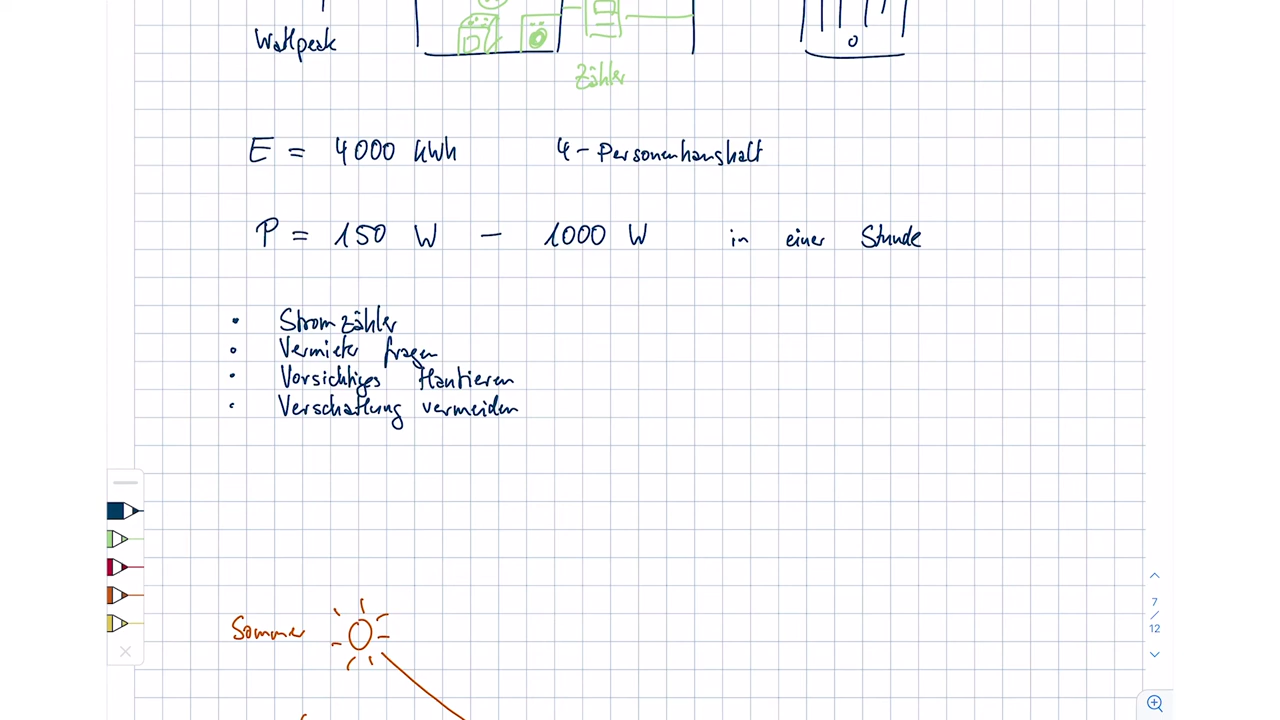 Wattpeak
Zähler
E = 4000 kWh 4-Personenhaushalt
P = 150 W - 1000 W in einer Stunde
• Stromzähler
• Vermieter fragen
• Vorsichtiges Hantieren
• Verschattung vermeiden
7
/
12
Sommer